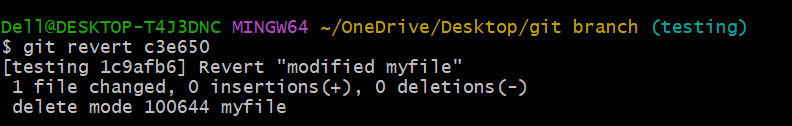 Dell@DESKTOP-T4J3DNC MINGW64 ~/OneDrive/Desktop/git branch (testing)
$ git revert c3e650
[testing 1c9afb6] Revert "modified myfile"
 1 file changed, 0 insertions(+), 0 deletions(-)
 delete mode 100644 myfile